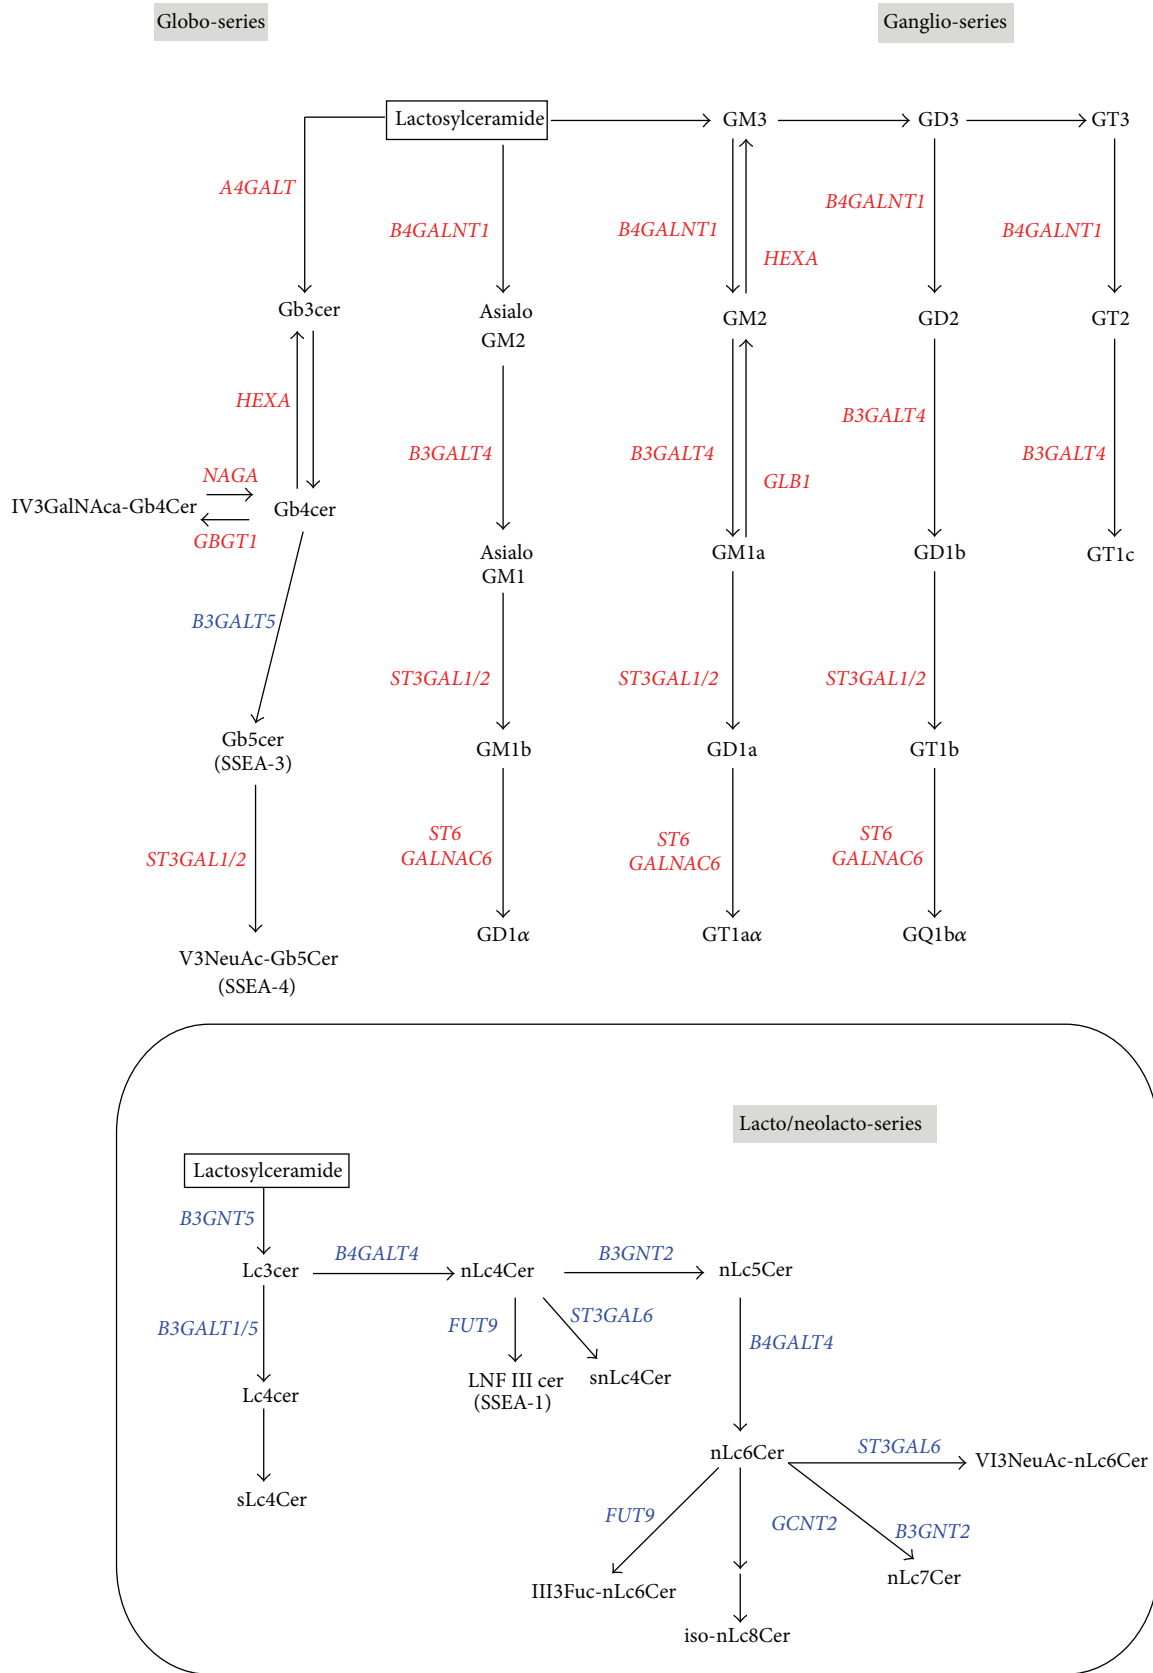 Globo-series
Ganglio-series
Lactosylceramide
GM3
GD3
GT3
A4GALT
B4GALNT1
B4GALNT1
B4GALNT1
B4GALNT1
HEXA
Gb3cer
Asialo
GM2
GM2
GD2
GT2
HEXA
B3GALT4
B3GALT4
B3GALT4
B3GALT4
GLB1
NAGA
IV3GalNAca-Gb4Cer
Gb4cer
GBGT1
Asialo
GM1
GM1a
GD1b
GT1c
B3GALT5
ST3GAL1/2
ST3GAL1/2
ST3GAL1/2
Gb5cer
(SSEA-3)
GM1b
GD1a
GT1b
ST3GAL1/2
ST6
GALNAC6
ST6
GALNAC6
ST6
GALNAC6
V3NeuAc-Gb5Cer
(SSEA-4)
GD1α
GT1aα
GQ1bα
Lacto/neolacto-series
Lactosylceramide
B3GNT5
Lc3cer
B4GALT4
nLc4Cer
B3GNT2
nLc5Cer
B3GALT1/5
FUT9
ST3GAL6
B4GALT4
Lc4cer
LNF III cer
(SSEA-1)
snLc4Cer
sLc4Cer
nLc6Cer
ST3GAL6
VI3NeuAc-nLc6Cer
FUT9
GCNT2
B3GNT2
III3Fuc-nLc6Cer
nLc7Cer
iso-nLc8Cer